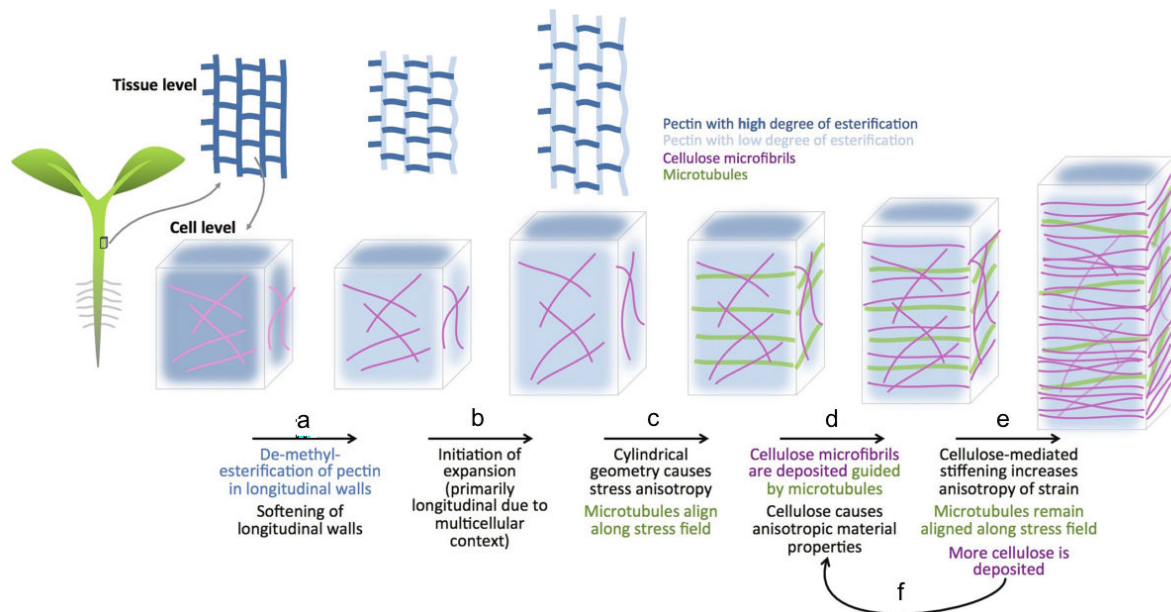 Tissue level
Pectin with high degree of esterification
Pectin with low degree of esterification
Cellulose microfibrils
Microtubules
Cell level
a
De-methyl-
esterification of pectin
in longitudinal walls
Softening of
longitudinal walls
b
Initiation of
expansion
(primarily
longitudinal due to
multicellular
context)
c
Cylindrical
geometry causes
stress anisotropy
Microtubules align
along stress field
d
Cellulose microfibrils
are deposited guided
by microtubules
Cellulose causes
anisotropic material
properties
e
Cellulose-mediated
stiffening increases
anisotropy of strain
Microtubules remain
aligned along stress field
More cellulose is
deposited
f